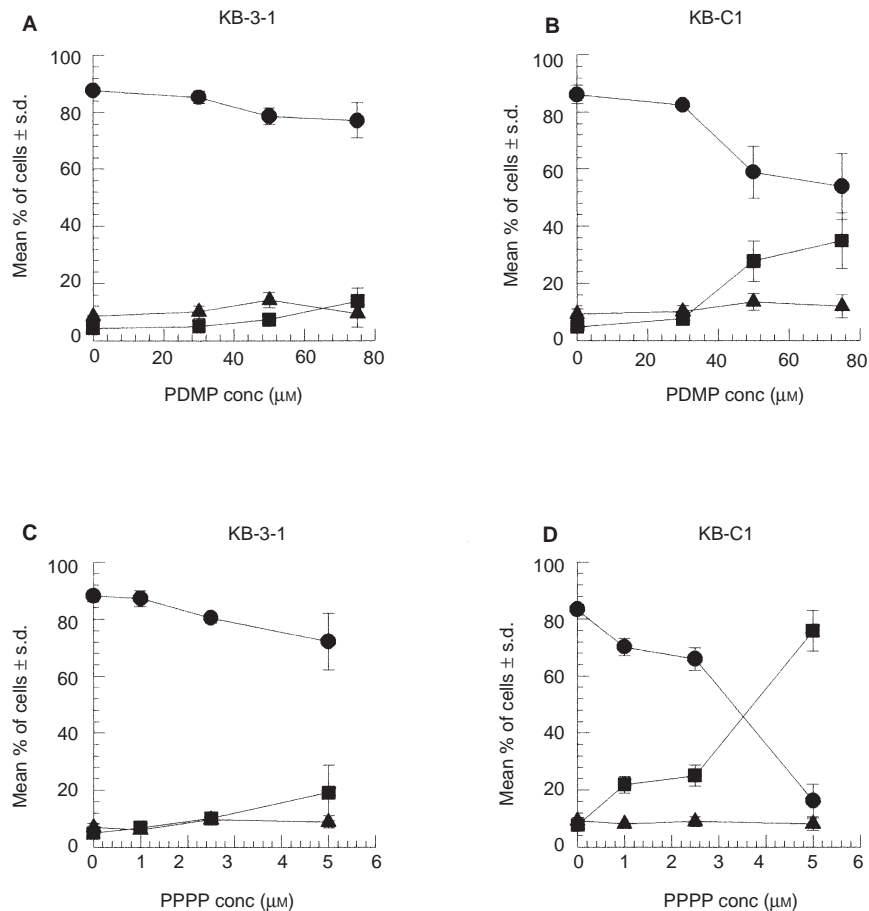 A
KB-3-1
Mean % of cells ± s.d.
100
80
60
40
20
0
0 20 40 60 80
PDMP conc (µM)
B
KB-C1
Mean % of cells ± s.d.
100
80
60
40
20
0
0 20 40 60 80
PDMP conc (µM)
C
KB-3-1
Mean % of cells ± s.d.
100
80
60
40
20
0
0 1 2 3 4 5 6
PPPP conc (µM)
D
KB-C1
Mean % of cells ± s.d.
100
80
60
40
20
0
0 1 2 3 4 5 6
PPPP conc (µM)